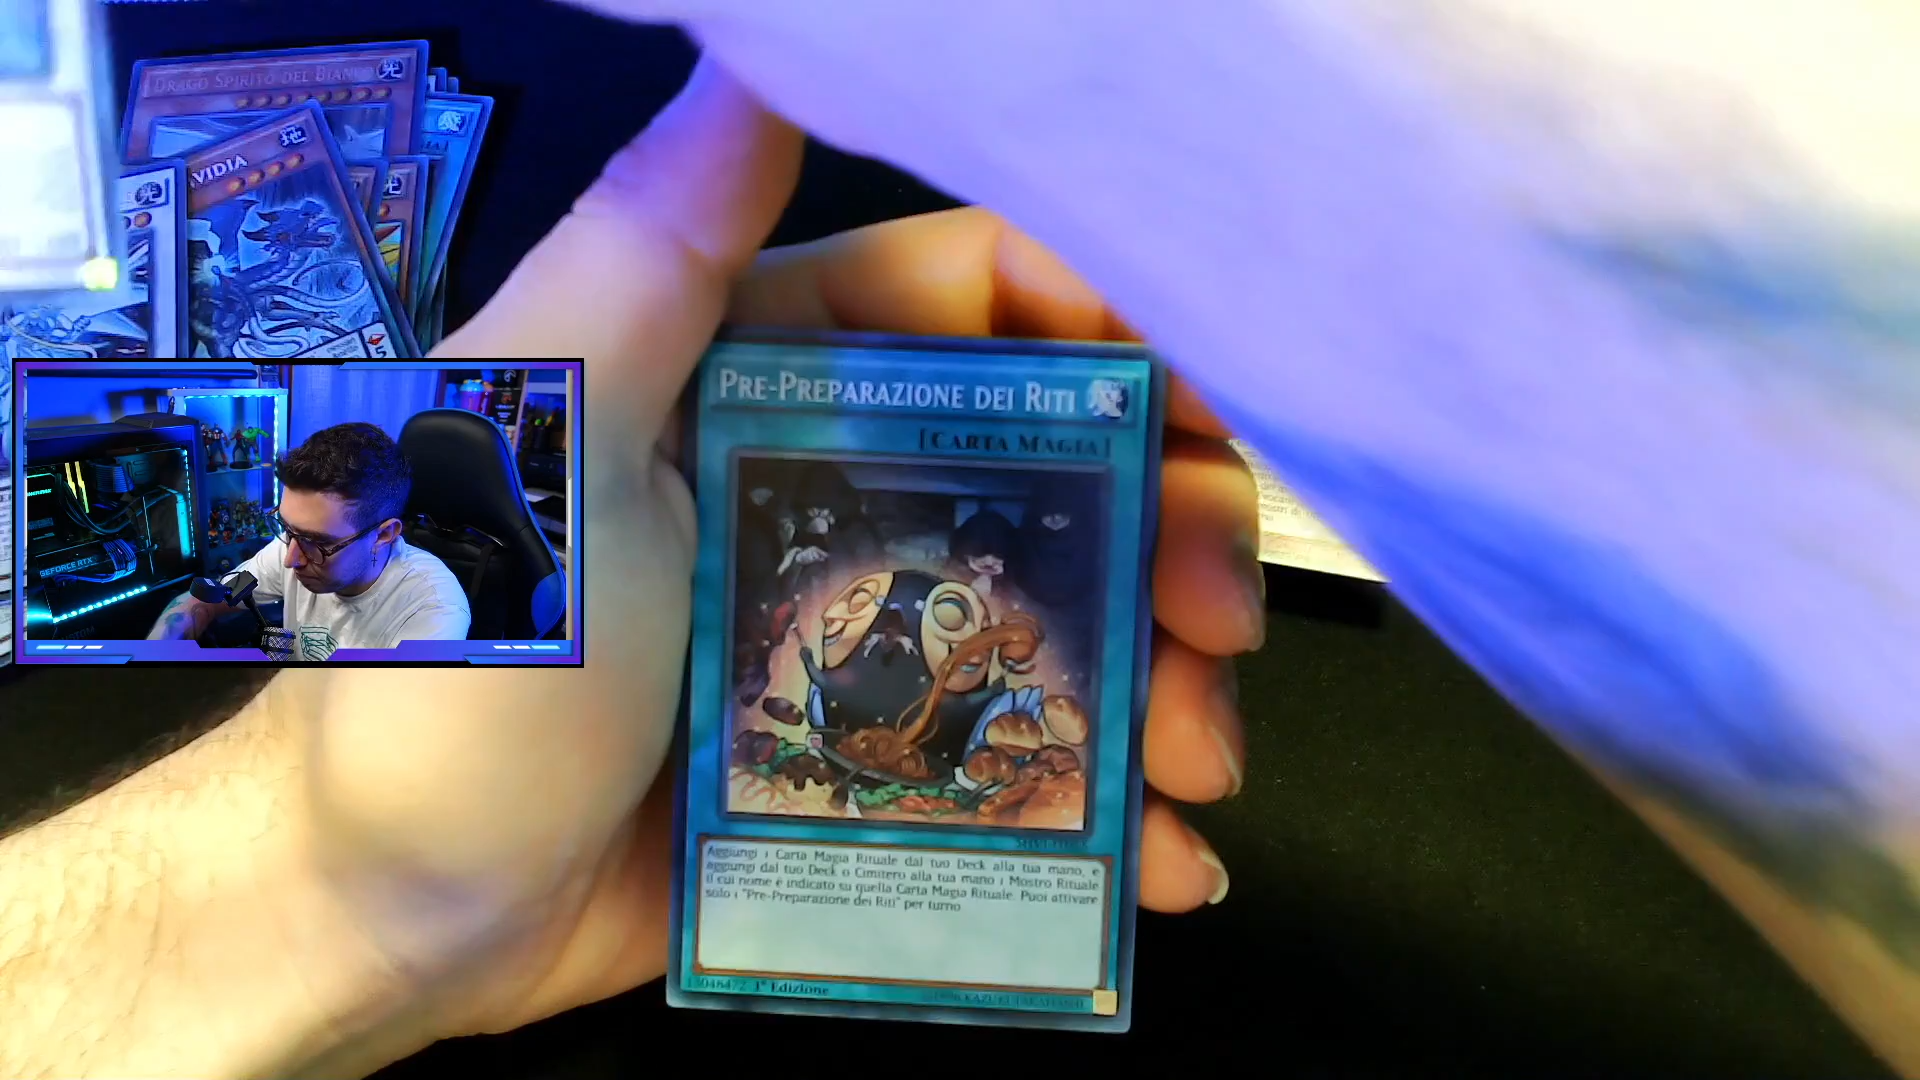 DRAGO SPIRITO DEL BIANCO
VIDIA
5
GEFORCE RTX
PRE-PREPARAZIONE DEI RITI
[CARTA MAGIA]
Aggiungi 1 Carta Magia Rituale dal tuo Deck alla tua mano, e
aggiungi dal tuo Deck o Cimitero alla tua mano 1 Mostro Rituale
il cui nome è indicato su quella Carta Magia Rituale. Puoi attivare
solo 1 "Pre-Preparazione dei Riti" per turno.
13048472 1ª Edizione